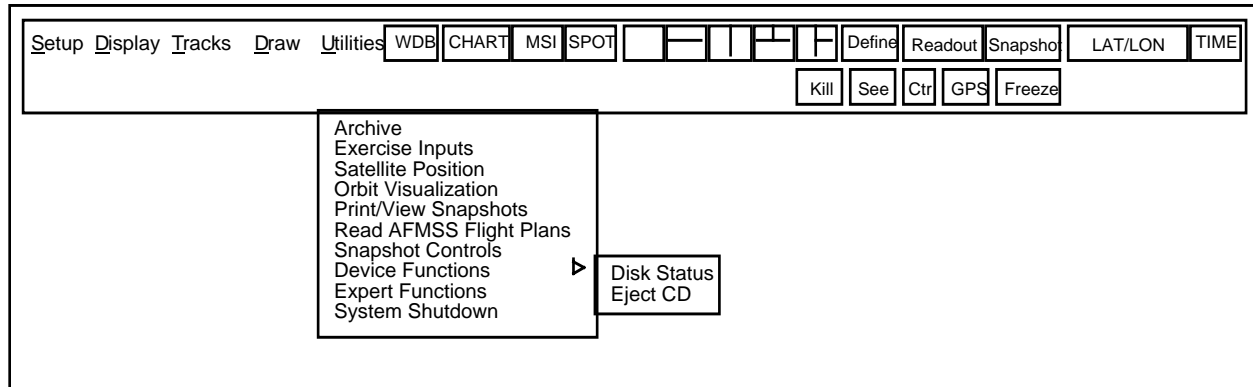 Setup Display Tracks Draw Utilities WDB CHART MSI SPOT Define Readout Snapshot LAT/LON TIME
Kill See Ctr GPS Freeze
Archive
Exercise Inputs
Satellite Position
Orbit Visualization
Print/View Snapshots
Read AFMSS Flight Plans
Snapshot Controls
Device Functions
Disk Status
Eject CD
Expert Functions
System Shutdown